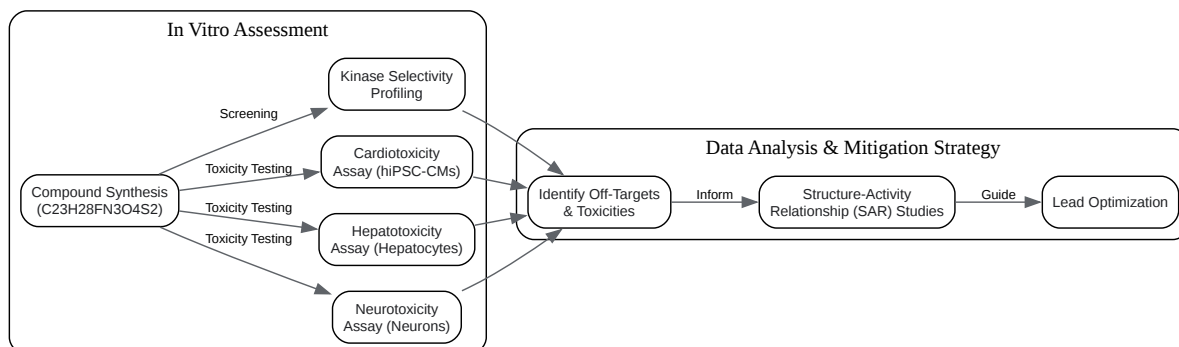 In Vitro Assessment
Kinase Selectivity
Profiling
Screening
Cardiotoxicity
Assay (hiPSC-CMs)
Toxicity Testing
Compound Synthesis
(C23H28FN3O4S2)
Toxicity Testing
Hepatotoxicity
Assay (Hepatocytes)
Toxicity Testing
Neurotoxicity
Assay (Neurons)
Data Analysis & Mitigation Strategy
Identify Off-Targets
& Toxicities
Inform
Structure-Activity
Relationship (SAR) Studies
Guide
Lead Optimization